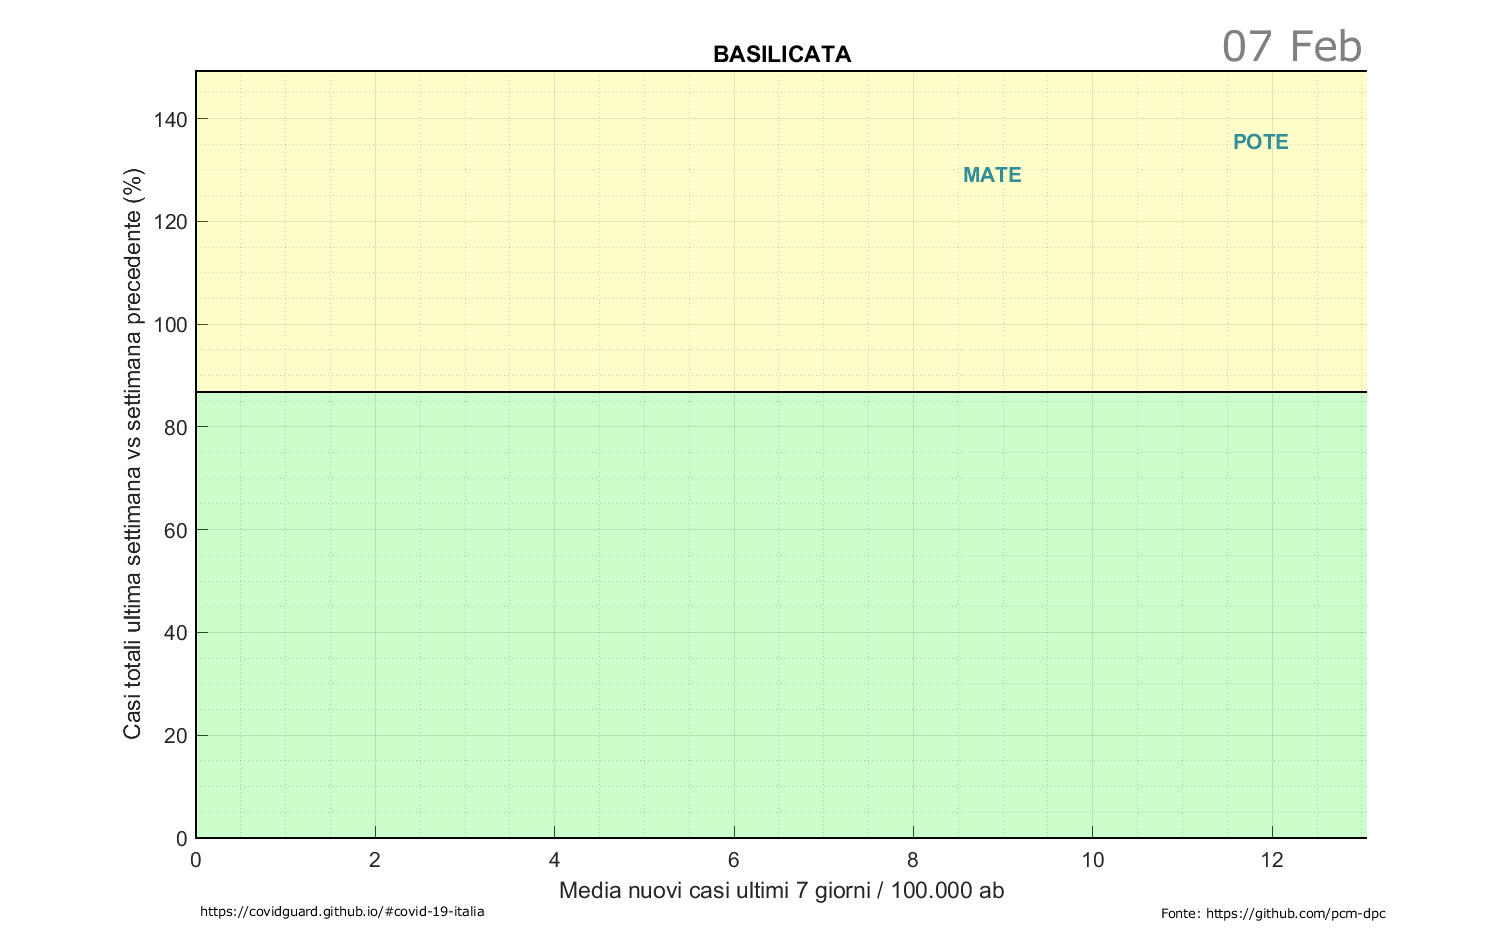 07 Feb
BASILICATA
Casi totali ultima settimana vs settimana precedente (%)
140
120
100
80
60
40
20
0
POTE
MATE
0 2 4 6 8 10 12
Media nuovi casi ultimi 7 giorni / 100.000 ab
https://covidguard.github.io/#covid-19-italia
Fonte: https://github.com/pcm-dpc